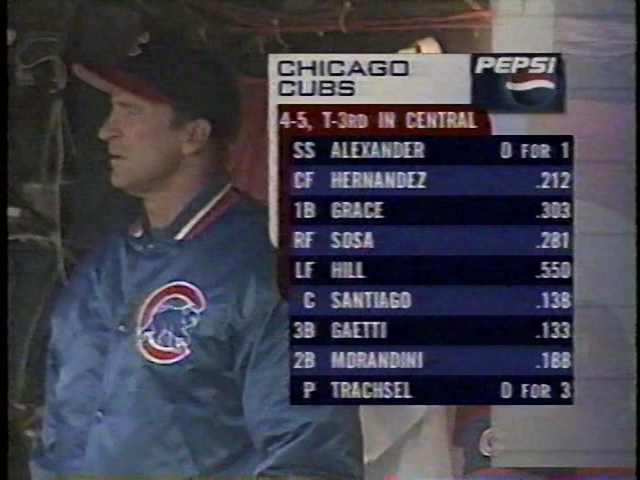 CHICAGO
CUBS
PEPSI
4-5, T-3RD IN CENTRAL
SS ALEXANDER 0 FOR 1
CF HERNANDEZ .212
1B GRACE .303
RF SOSA .281
LF HILL .550
C SANTIAGO .138
3B GAETTI .133
2B MORANDINI .188
P TRACHSEL 0 FOR 3